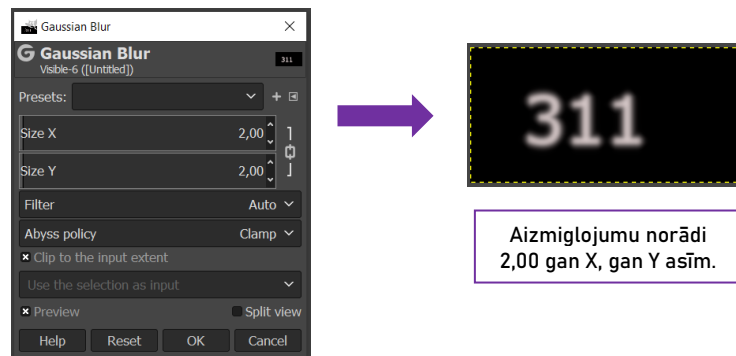 Gaussian Blur
G Gaussian Blur
Visible-6 ([Untitled])
311
Presets:
Size X 2,00
Size Y 2,00
Filter Auto
Abyss policy Clamp
Clip to the input extent
Use the selection as input
Preview Split view
Help Reset OK Cancel
311
Aizmiglojumu norādi
2,00 gan X, gan Y asīm.